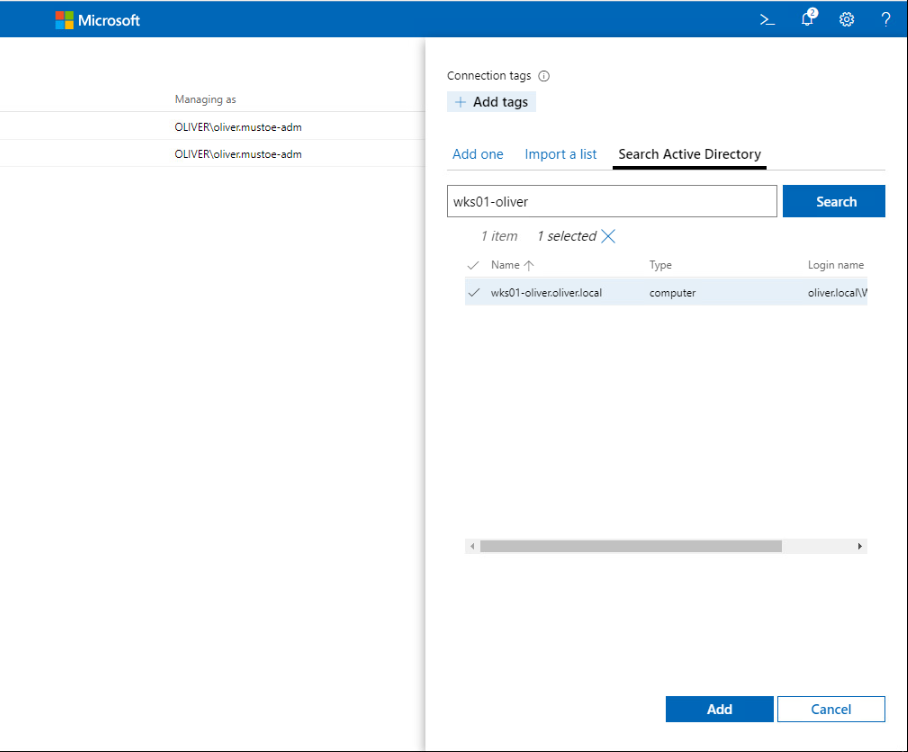 Microsoft
2
Managing as
OLIVER\oliver.mustoe-adm
OLIVER\oliver.mustoe-adm
Connection tags
Add tags
Add one Import a list Search Active Directory
wks01-oliver Search
1 item 1 selected
Name Type Login name
wks01-oliver.oliver.local computer oliver.local\W
Add Cancel